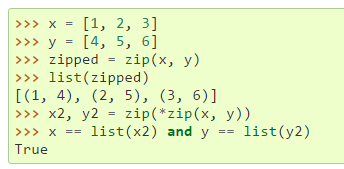 >>> x = [1, 2, 3]
>>> y = [4, 5, 6]
>>> zipped = zip(x, y)
>>> list(zipped)
[(1, 4), (2, 5), (3, 6)]
>>> x2, y2 = zip(*zip(x, y))
>>> x == list(x2) and y == list(y2)
True